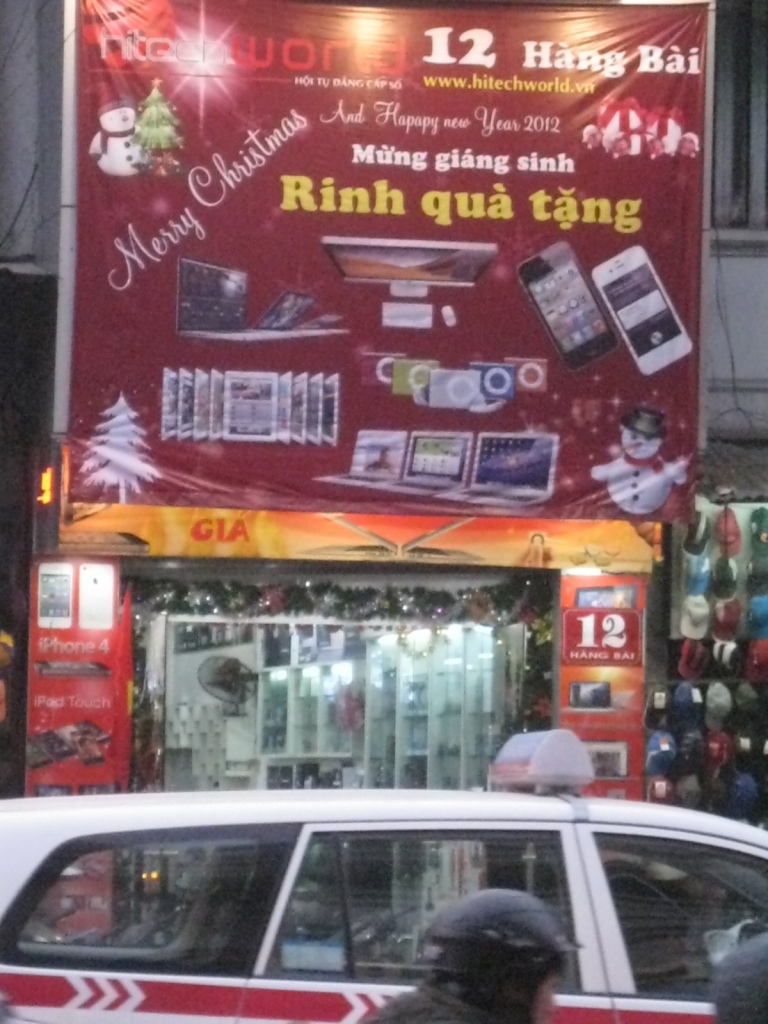 hitechworld
HỘI TỤ ĐẲNG CẤP SỐ
12 Hàng Bài
www.hitechworld.vn
And Hapapy new Year 2012
Merry Christmas
Mừng giáng sinh
Rinh quà tặng
GIA
iPhone 4
iPod Touch
12
HÀNG BÀI